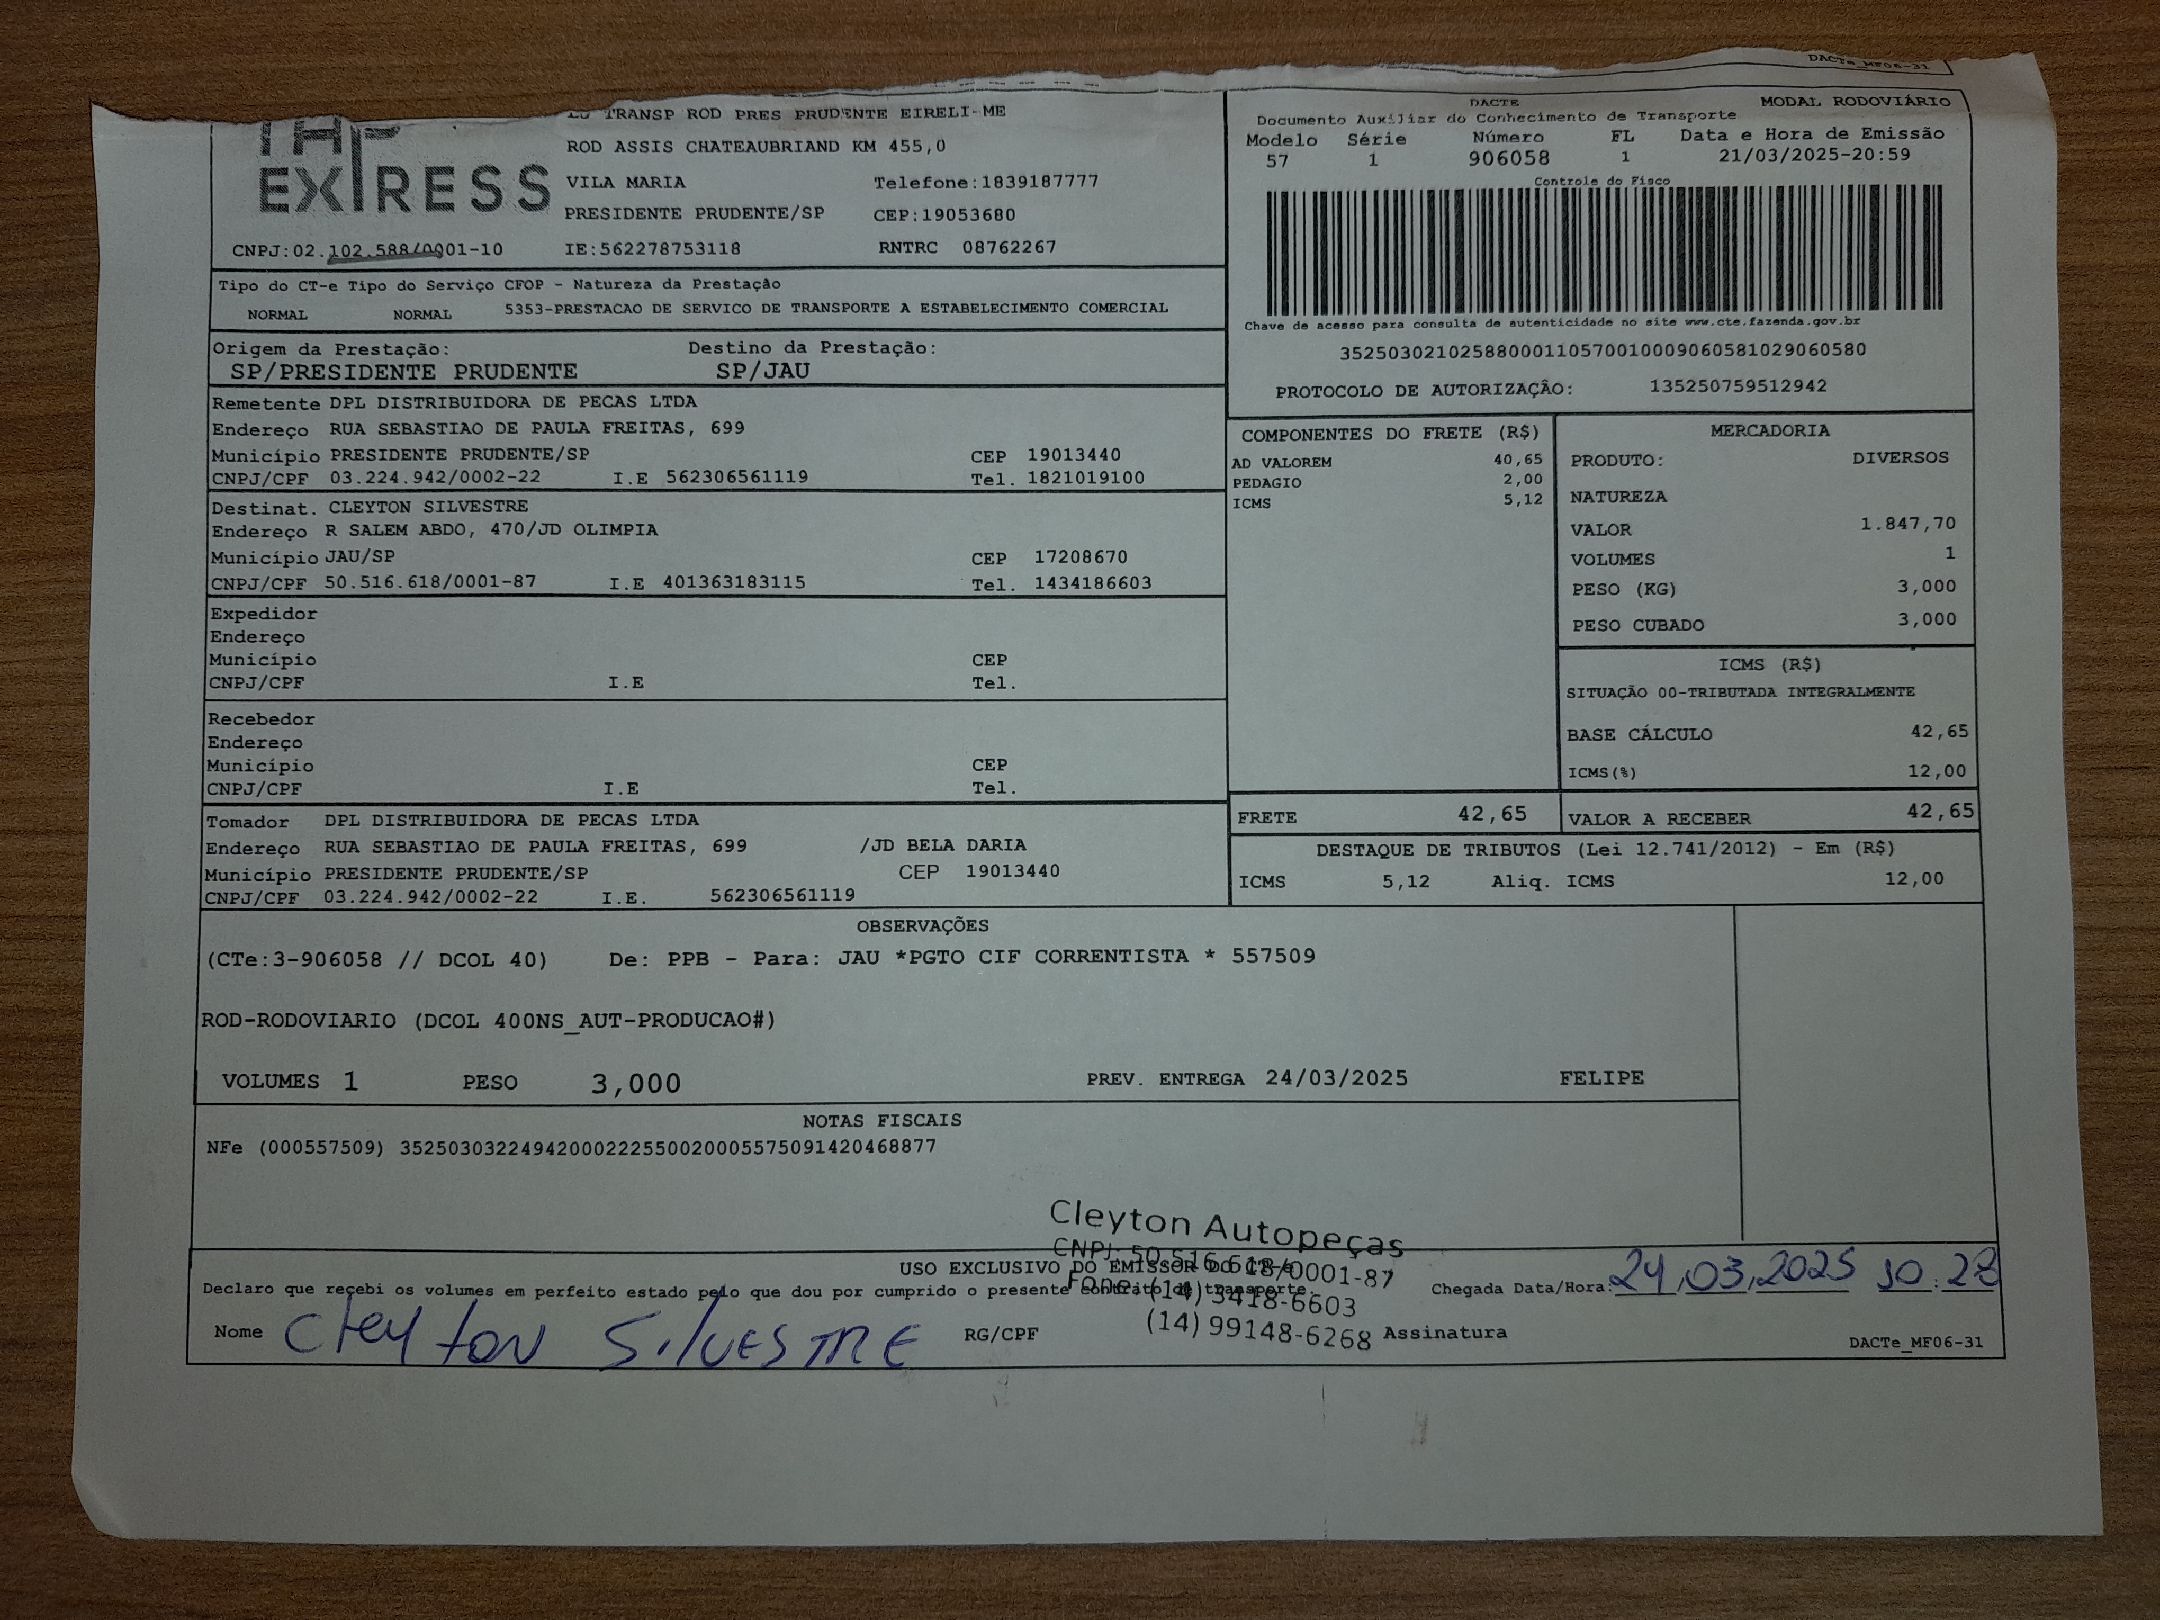 DACTe_MF06-31
EXPRESS
TRANSP ROD PRES PRUDENTE EIRELI-ME
ROD ASSIS CHATEAUBRIAND KM 455,0
VILA MARIA Telefone:1839187777
PRESIDENTE PRUDENTE/SP CEP:19053680
CNPJ:02.102.588/0001-10 IE:562278753118 RNTRC 08762267
DACTE MODAL RODOVIÁRIO
Documento Auxiliar do Conhecimento de Transporte
Modelo Série Número FL Data e Hora de Emissão
57 1 906058 1 21/03/2025-20:59
Controle do Fisco
Chave de acesso para consulta de autenticidade no site www.cte.fazenda.gov.br
35250302102588000110570010009060581029060580
PROTOCOLO DE AUTORIZAÇÂO: 135250759512942
Tipo do CT-e Tipo do Serviço CFOP - Natureza da Prestação
NORMAL NORMAL 5353-PRESTACAO DE SERVICO DE TRANSPORTE A ESTABELECIMENTO COMERCIAL
Origem da Prestação: Destino da Prestação:
SP/PRESIDENTE PRUDENTE SP/JAU
Remetente DPL DISTRIBUIDORA DE PECAS LTDA
Endereço RUA SEBASTIAO DE PAULA FREITAS, 699
Município PRESIDENTE PRUDENTE/SP CEP 19013440
CNPJ/CPF 03.224.942/0002-22 I.E 562306561119 Tel. 1821019100
Destinat. CLEYTON SILVESTRE
Endereço R SALEM ABDO, 470/JD OLIMPIA
Município JAU/SP CEP 17208670
CNPJ/CPF 50.516.618/0001-87 I.E 401363183115 Tel. 1434186603
Expedidor
Endereço
Município CEP
CNPJ/CPF I.E Tel.
Recebedor
Endereço
Município CEP
CNPJ/CPF I.E Tel.
Tomador DPL DISTRIBUIDORA DE PECAS LTDA
Endereço RUA SEBASTIAO DE PAULA FREITAS, 699 /JD BELA DARIA
Município PRESIDENTE PRUDENTE/SP CEP 19013440
CNPJ/CPF 03.224.942/0002-22 I.E. 562306561119
COMPONENTES DO FRETE (R$)
AD VALOREM 40,65
PEDAGIO 2,00
ICMS 5,12
MERCADORIA
PRODUTO: DIVERSOS
NATUREZA
VALOR 1.847,70
VOLUMES 1
PESO (KG) 3,000
PESO CUBADO 3,000
ICMS (R$)
SITUAÇÃO 00-TRIBUTADA INTEGRALMENTE
BASE CÁLCULO 42,65
ICMS(%) 12,00
FRETE 42,65 VALOR A RECEBER 42,65
DESTAQUE DE TRIBUTOS (Lei 12.741/2012) - Em (R$)
ICMS 5,12 Aliq. ICMS 12,00
OBSERVAÇÕES
(CTe:3-906058 // DCOL 40) De: PPB - Para: JAU *PGTO CIF CORRENTISTA * 557509
ROD-RODOVIARIO (DCOL 400NS_AUT-PRODUCAO#)
VOLUMES 1 PESO 3,000 PREV. ENTREGA 24/03/2025 FELIPE
NOTAS FISCAIS
NFe (000557509) 35250303224942000222550020005575091420468877
Cleyton Autopeças
CNPJ: 50.516.618/0001-87
Fone: (14) 3418-6603
(14) 99148-6268
USO EXCLUSIVO DO EMISSOR DO CT-e
Declaro que recebi os volumes em perfeito estado pelo que dou por cumprido o presente contrato de transporte. Chegada Data/Hora: 24,03,2025 10:28
Nome Cleyton SILVESTRE RG/CPF Assinatura DACTe_MF06-31